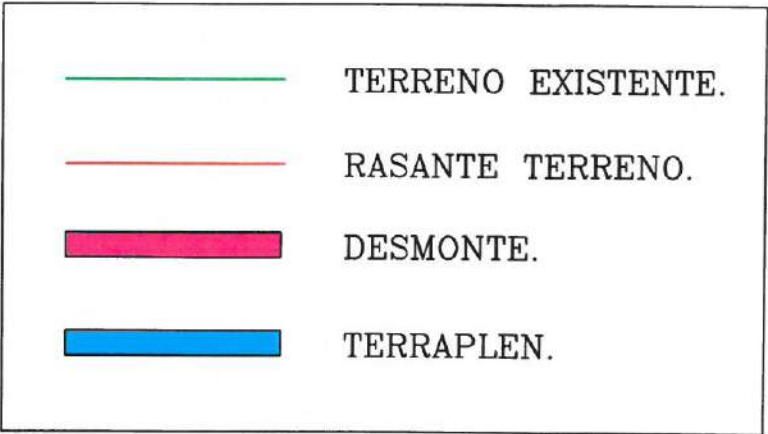 TERRENO EXISTENTE.
RASANTE TERRENO.
DESMONTE.
TERRAPLEN.